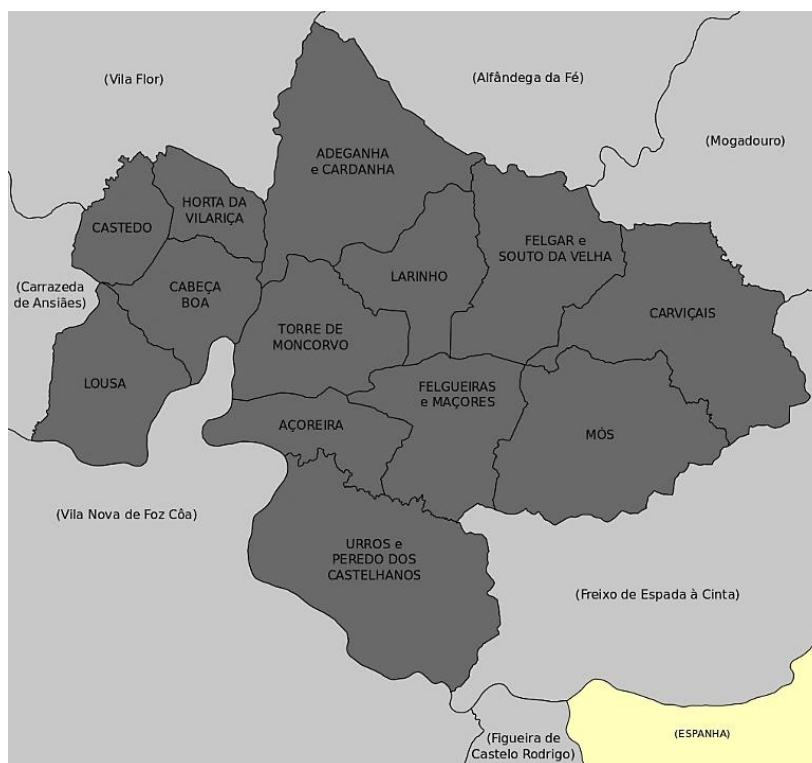 (Vila Flor)
(Alfândega da Fé)
(Mogadouro)
ADEGANHA
e CARDANHA
HORTA DA
VILARIÇA
CASTEDO
FELGAR e
SOUTO DA VELHA
LARINHO
(Carrazeda
de Ansiães)
CABEÇA
BOA
CARVIÇAIS
TORRE DE
MONCORVO
LOUSA
FELGUEIRAS
e MAÇORES
AÇOREIRA
MÓS
(Vila Nova de Foz Côa)
URROS e
PEREDO DOS
CASTELHANOS
(Freixo de Espada à Cinta)
(Figueira de
Castelo Rodrigo)
(ESPANHA)